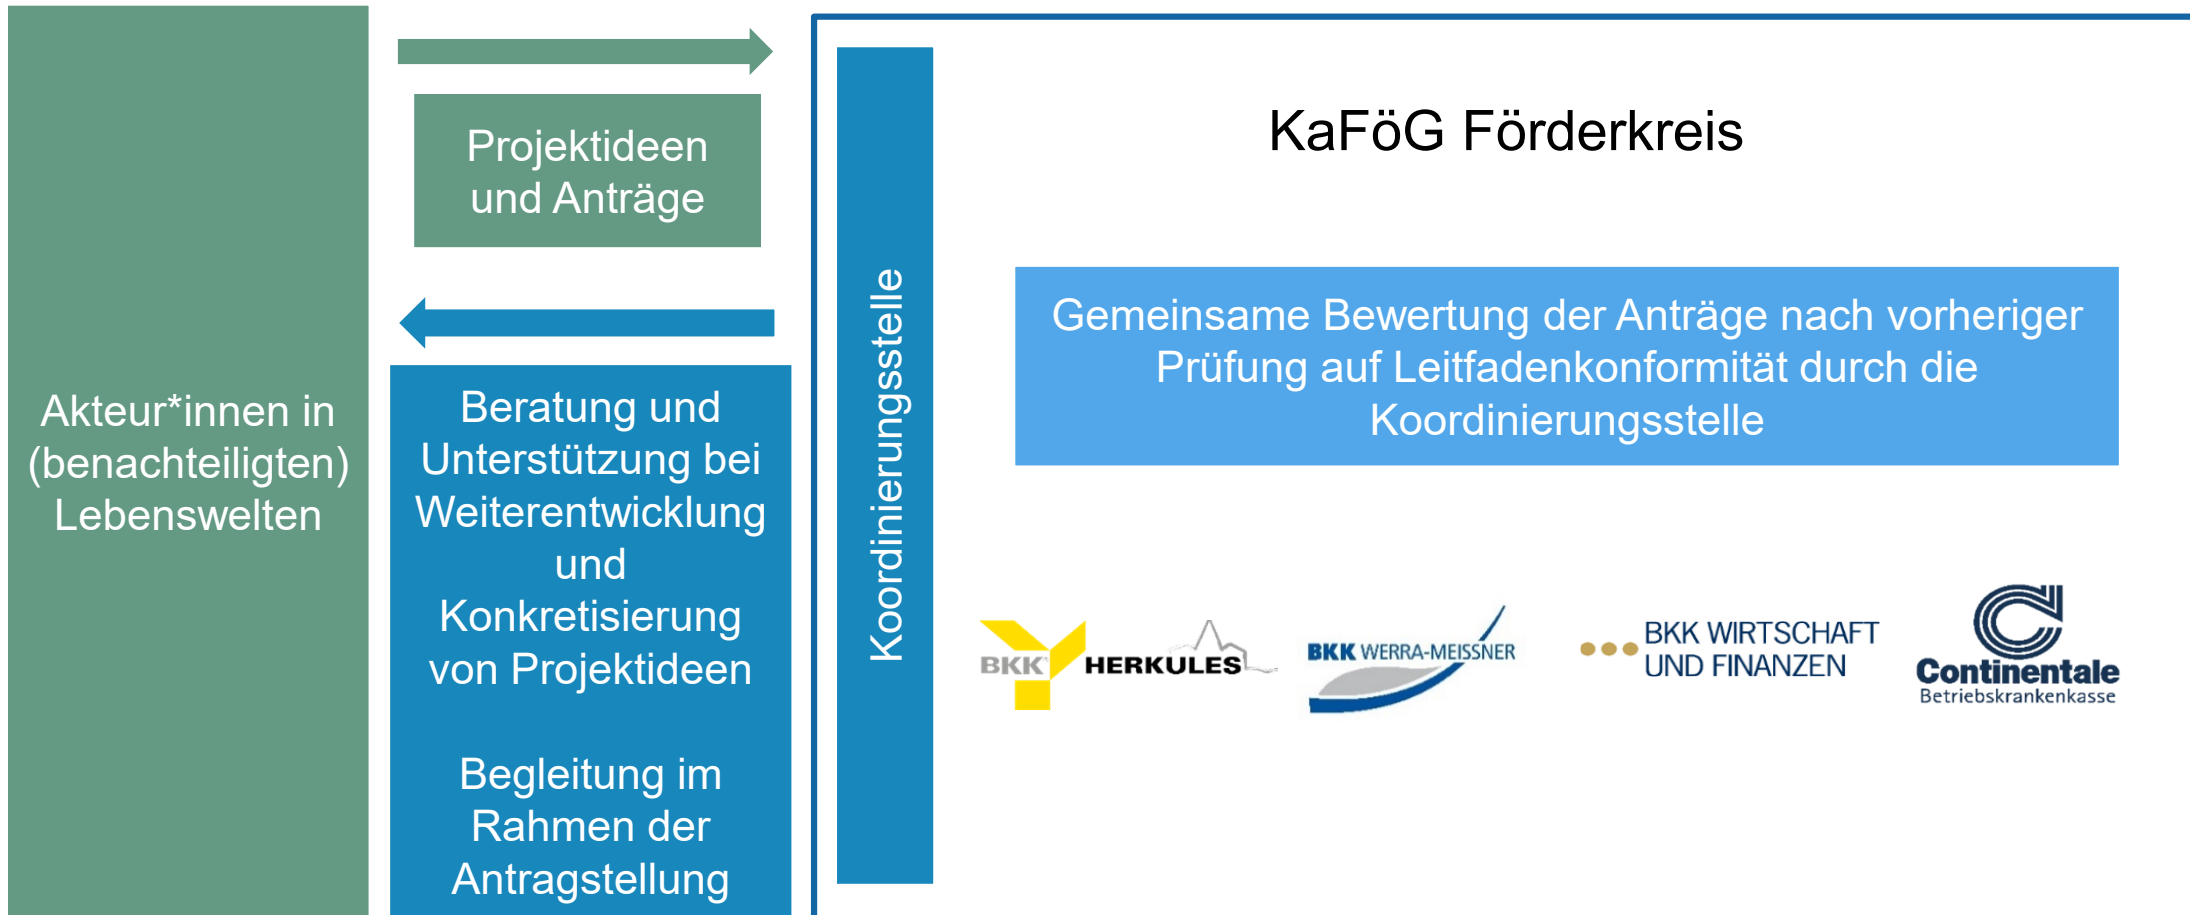 Akteur*innen in
(benachteiligten)
Lebenswelten
Projektideen
und Anträge
Beratung und
Unterstützung bei
Weiterentwicklung
und
Konkretisierung
von Projektideen
Begleitung im
Rahmen der
Antragstellung
Koordinierungsstelle
KaFöG Förderkreis
Gemeinsame Bewertung der Anträge nach vorheriger
Prüfung auf Leitfadenkonformität durch die
Koordinierungsstelle
BKK HERKULES
BKK WERRA-MEISSNER
BKK WIRTSCHAFT
UND FINANZEN
Continentale
Betriebskrankenkasse